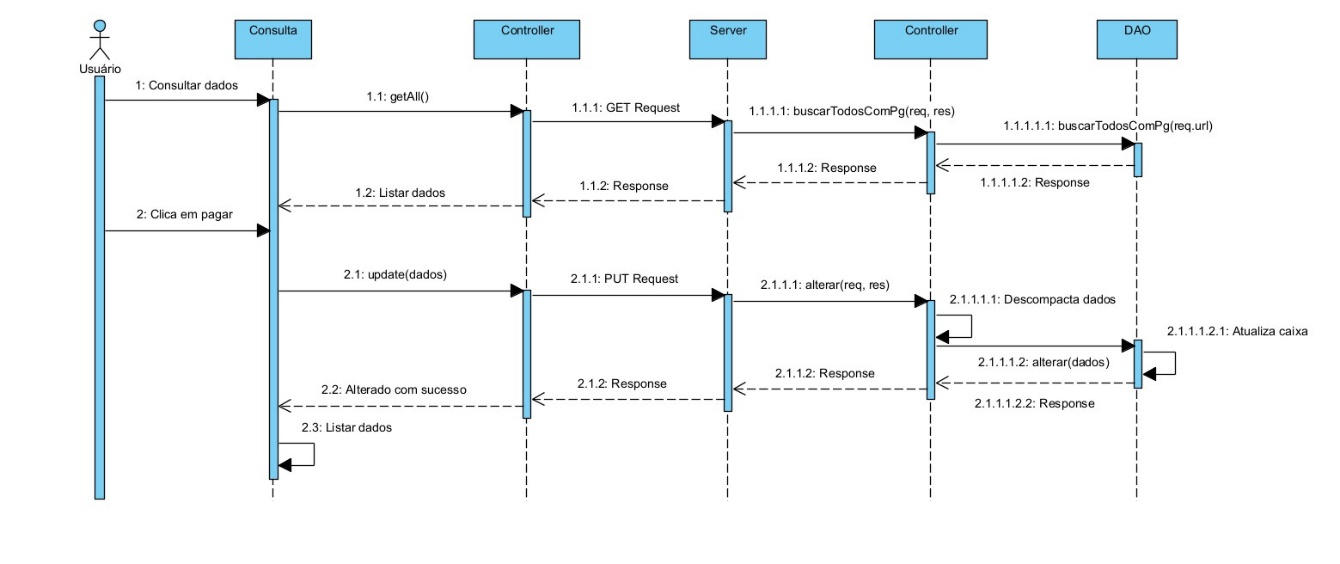 Consulta
Controller
Server
Controller
DAO
Usuário
1: Consultar dados
1.1: getAll()
1.1.1: GET Request
1.1.1.1: buscarTodosComPg(req, res)
1.1.1.1.1: buscarTodosComPg(req.url)
1.1.1.1.2: Response
1.1.1.2: Response
1.1.2: Response
1.2: Listar dados
2: Clica em pagar
2.1: update(dados)
2.1.1: PUT Request
2.1.1.1: alterar(req, res)
2.1.1.1.1: Descompacta dados
2.1.1.1.2.1: Atualiza caixa
2.1.1.1.2: alterar(dados)
2.1.1.1.2.2: Response
2.1.1.2: Response
2.1.2: Response
2.2: Alterado com sucesso
2.3: Listar dados